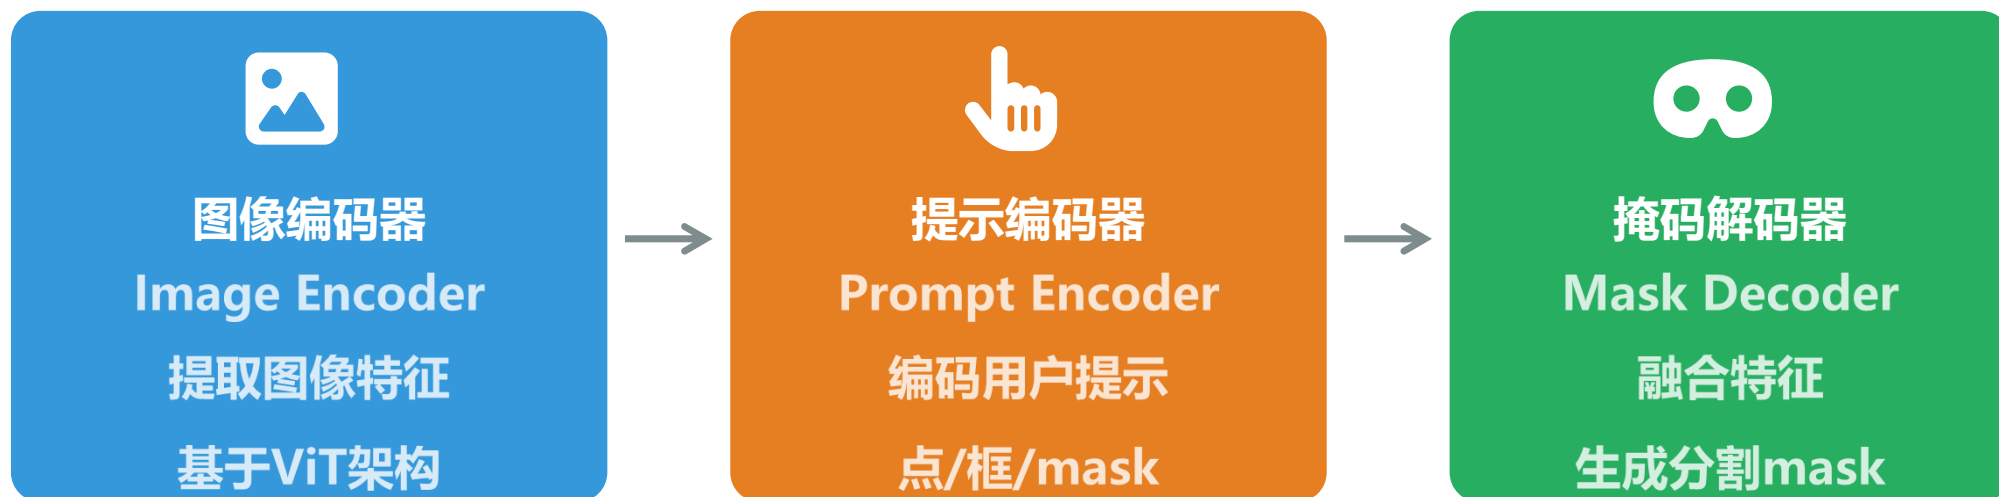 图像编码器
Image Encoder
提取图像特征
基于ViT架构
提示编码器
Prompt Encoder
编码用户提示
点/框/mask
掩码解码器
Mask Decoder
融合特征
生成分割mask